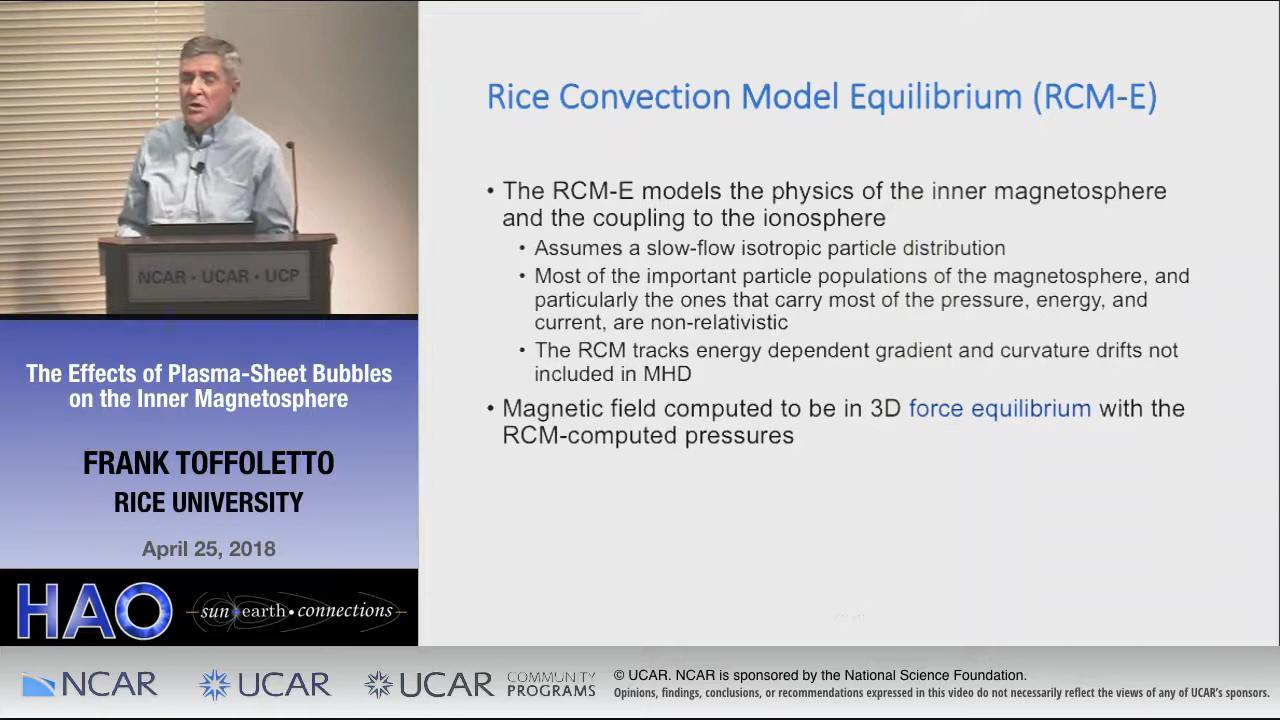 Rice Convection Model Equilibrium (RCM-E)
• The RCM-E models the physics of the inner magnetosphere
and the coupling to the ionosphere
• Assumes a slow-flow isotropic particle distribution
• Most of the important particle populations of the magnetosphere, and
particularly the ones that carry most of the pressure, energy, and
current, are non-relativistic
• The RCM tracks energy dependent gradient and curvature drifts not
included in MHD
• Magnetic field computed to be in 3D force equilibrium with the
RCM-computed pressures
NCAR • UCAR • UCP
The Effects of Plasma-Sheet Bubbles
on the Inner Magnetosphere
FRANK TOFFOLETTO
RICE UNIVERSITY
April 25, 2018
HAO
sun•earth•connections
NCAR
UCAR
UCAR
COMMUNITY
PROGRAMS
© UCAR. NCAR is sponsored by the National Science Foundation.
Opinions, findings, conclusions, or recommendations expressed in this video do not necessarily reflect the views of any of UCAR's sponsors.